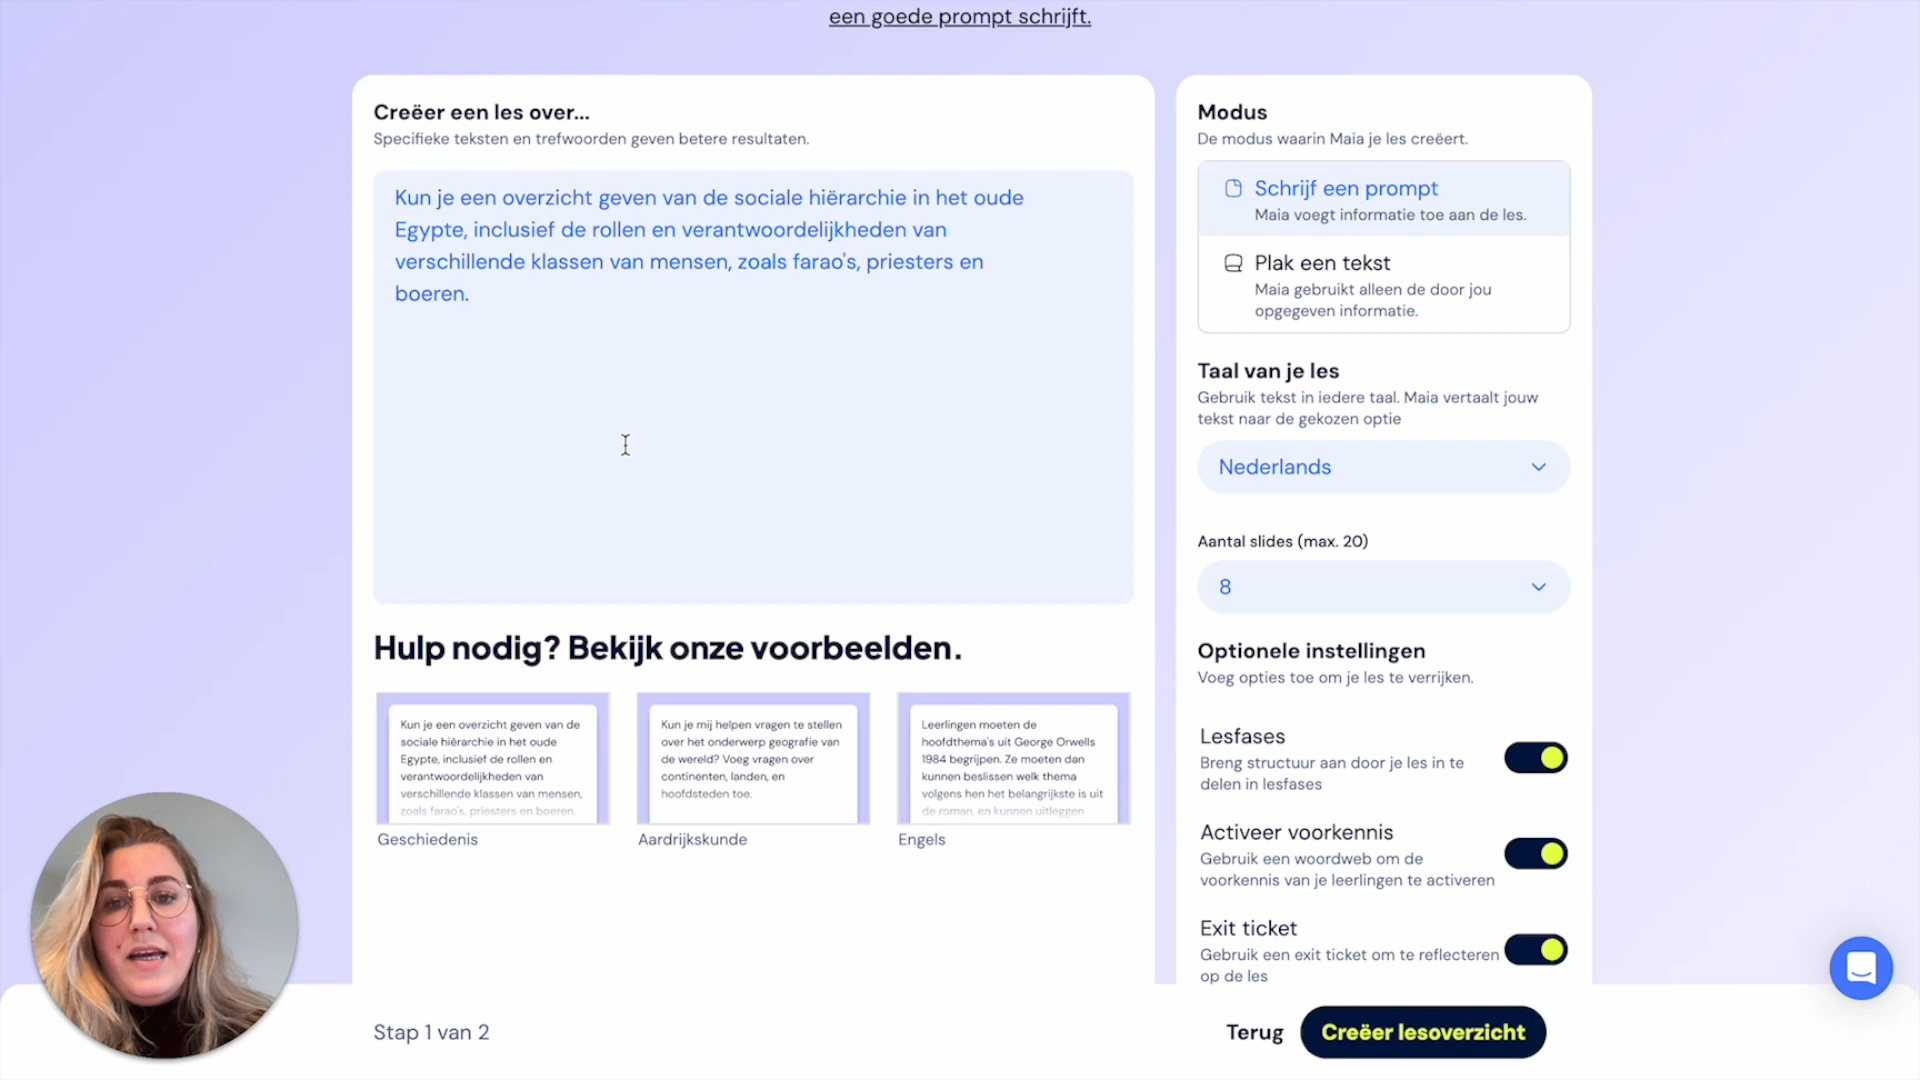 een goede prompt schrijft.
Creëer een les over...
Specifieke teksten en trefwoorden geven betere resultaten.
Kun je een overzicht geven van de sociale hiërarchie in het oude
Egypte, inclusief de rollen en verantwoordelijkheden van
verschillende klassen van mensen, zoals farao's, priesters en
boeren.
Hulp nodig? Bekijk onze voorbeelden.
Kun je een overzicht geven van de
sociale hiërarchie in het oude
Egypte, inclusief de rollen en
verantwoordelijkheden van
verschillende klassen van mensen,
zoals farao's, priesters en boeren.
Geschiedenis
Kun je mij helpen vragen te stellen
over het onderwerp geografie van
de wereld? Voeg vragen over
continenten, landen, en
hoofdsteden toe.
Aardrijkskunde
Leerlingen moeten de
hoofdthema's uit George Orwells
1984 begrijpen. Ze moeten dan
kunnen beslissen welk thema
volgens hen het belangrijkste is uit
de roman, en kunnen uitleggen
Engels
Modus
De modus waarin Maia je les creëert.
Schrijf een prompt
Maia voegt informatie toe aan de les.
Plak een tekst
Maia gebruikt alleen de door jou
opgegeven informatie.
Taal van je les
Gebruik tekst in iedere taal. Maia vertaalt jouw
tekst naar de gekozen optie
Nederlands
Aantal slides (max. 20)
8
Optionele instellingen
Voeg opties toe om je les te verrijken.
Lesfases
Breng structuur aan door je les in te
delen in lesfases
Activeer voorkennis
Gebruik een woordweb om de
voorkennis van je leerlingen te activeren
Exit ticket
Gebruik een exit ticket om te reflecteren
op de les
Stap 1 van 2
Terug
Creëer lesoverzicht